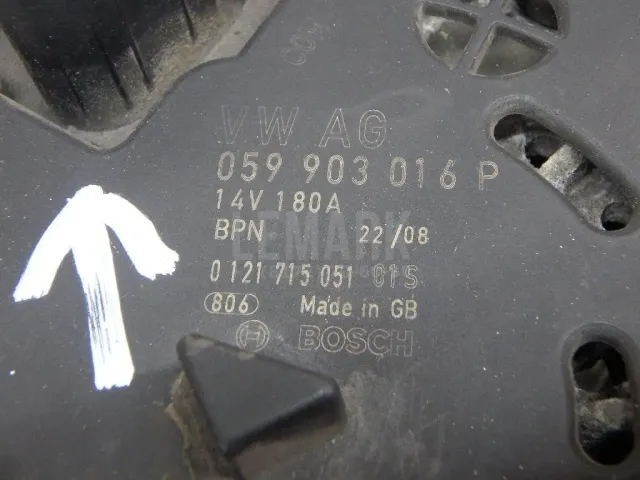 VW AG
059 903 016 P
14V 180A
LEMARK
BPN 22/08
0 121 715 051 01S
806 Made in GB
BOSCH